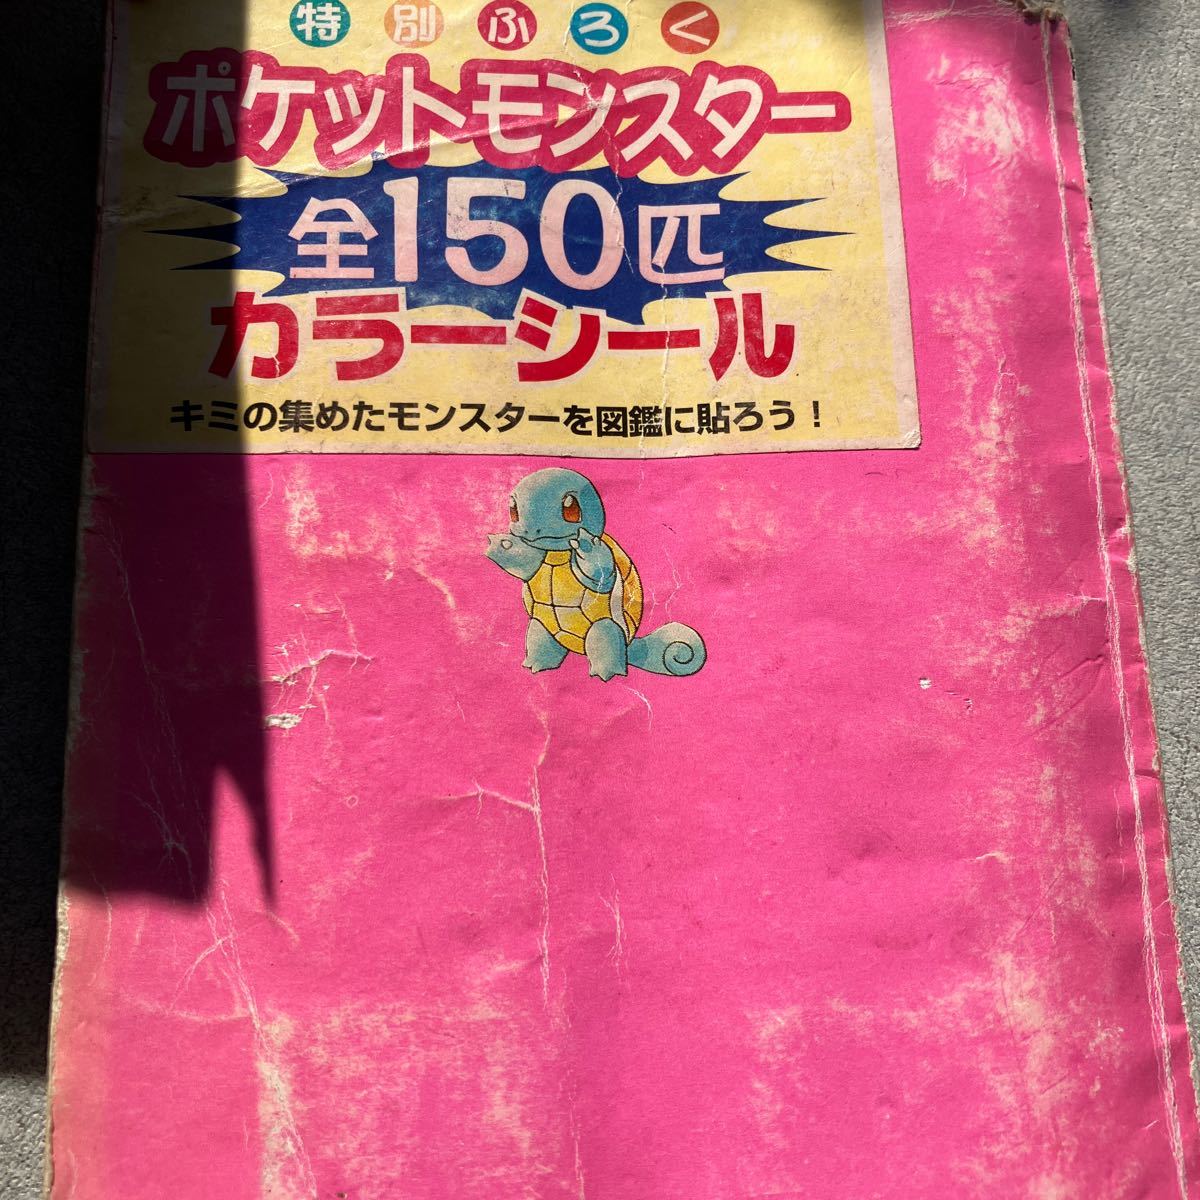 特別ふろく
ポケットモンスター
全150匹
カラーシール
キミの集めたモンスターを図鑑に貼ろう！